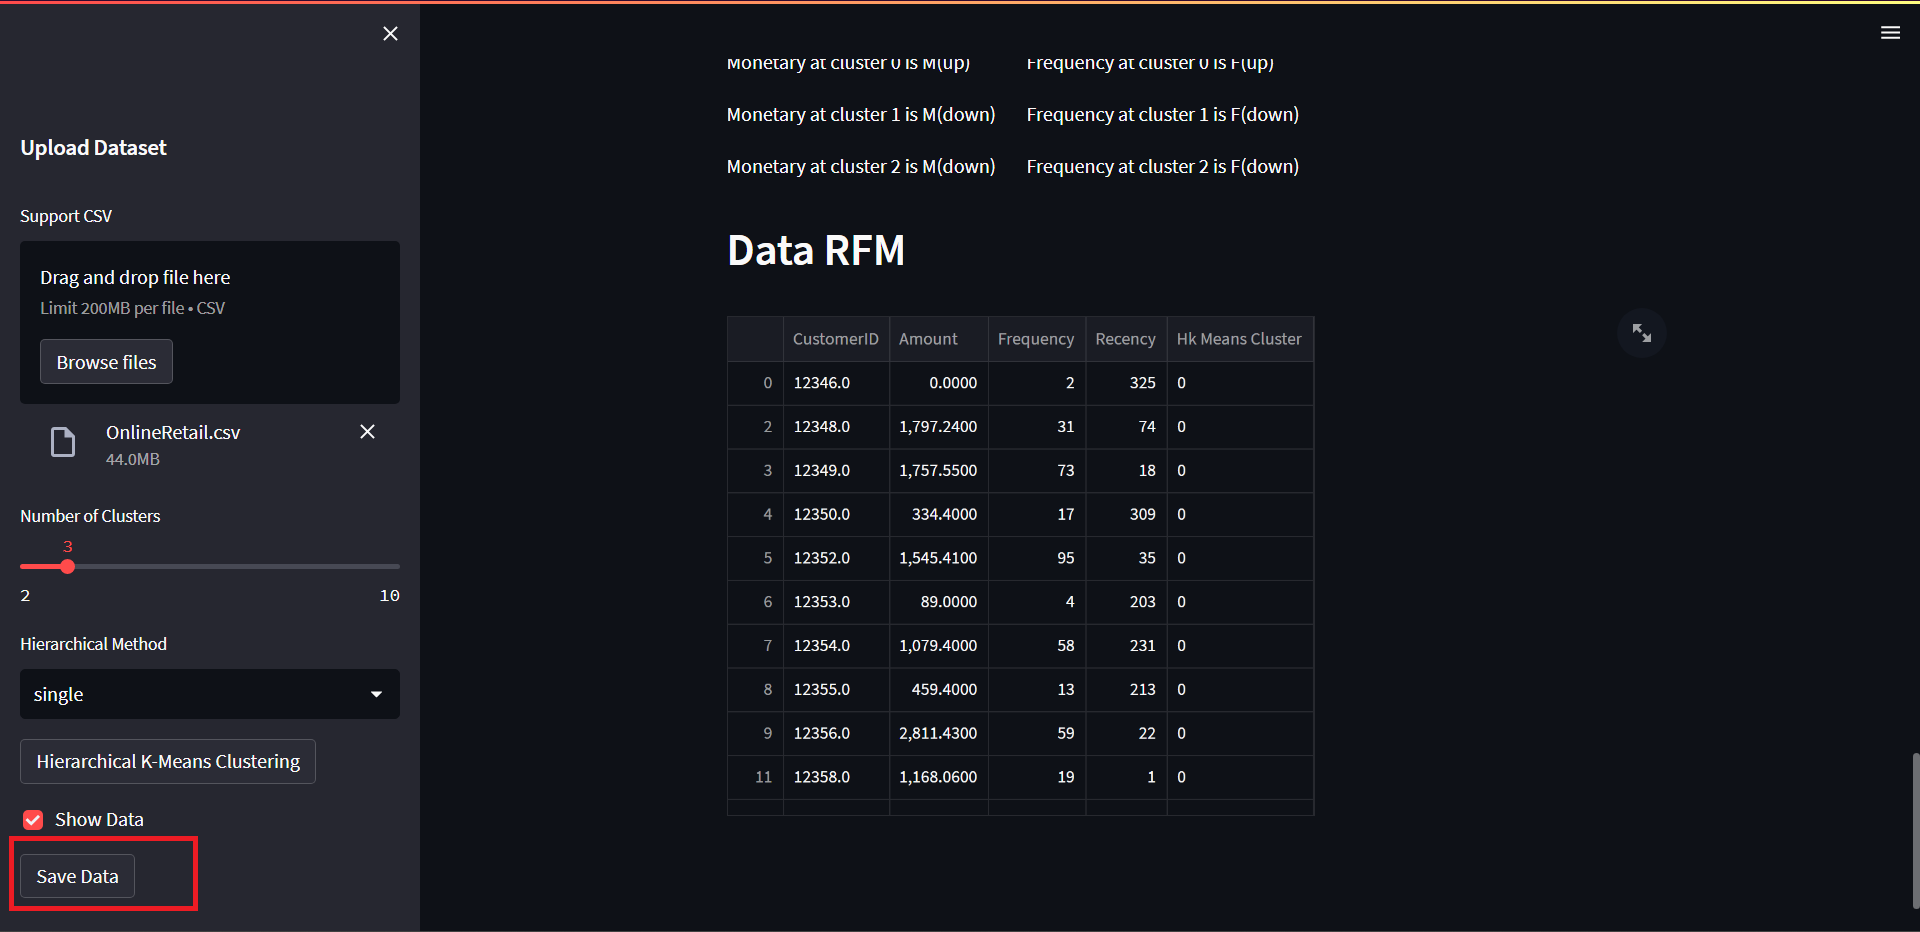 Upload Dataset
Support CSV
Drag and drop file here
Limit 200MB per file • CSV
Browse files
OnlineRetail.csv
44.0MB
Number of Clusters
3
2 10
Hierarchical Method
single
Hierarchical K-Means Clustering
Show Data
Save Data
Monetary at cluster 0 is M(up) Frequency at cluster 0 is F(up)
Monetary at cluster 1 is M(down) Frequency at cluster 1 is F(down)
Monetary at cluster 2 is M(down) Frequency at cluster 2 is F(down)
Data RFM
CustomerID Amount Frequency Recency Hk Means Cluster
0 12346.0 0.0000 2 325 0
2 12348.0 1,797.2400 31 74 0
3 12349.0 1,757.5500 73 18 0
4 12350.0 334.4000 17 309 0
5 12352.0 1,545.4100 95 35 0
6 12353.0 89.0000 4 203 0
7 12354.0 1,079.4000 58 231 0
8 12355.0 459.4000 13 213 0
9 12356.0 2,811.4300 59 22 0
11 12358.0 1,168.0600 19 1 0